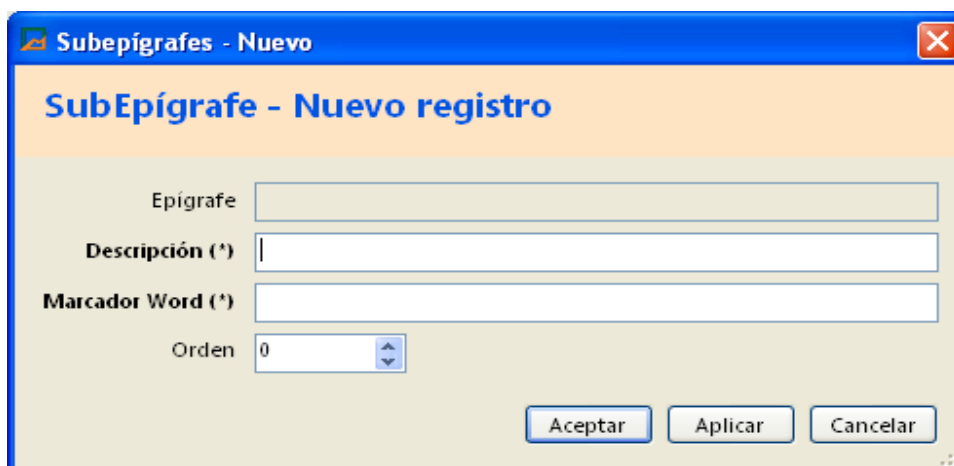 Subepígrafes - Nuevo
SubEpígrafe - Nuevo registro
Epígrafe
Descripción (*)
Marcador Word (*)
Orden 0
Aceptar Aplicar Cancelar